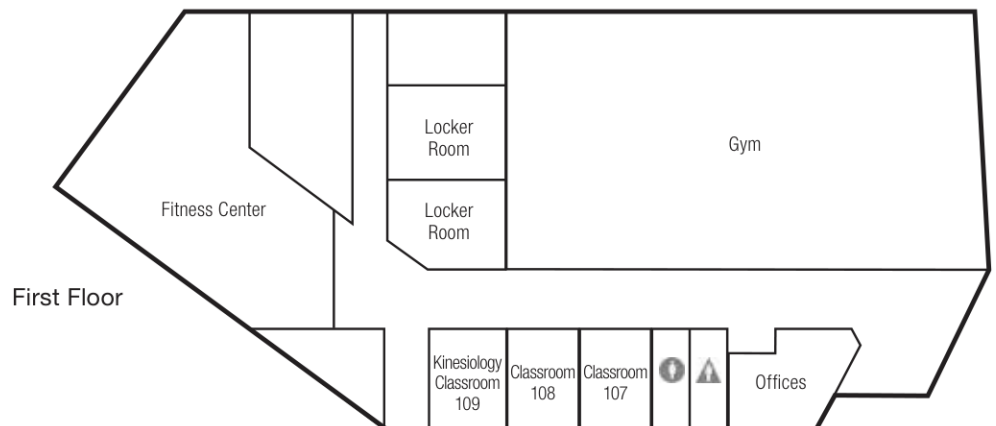 Locker
Room
Gym
Fitness Center
Locker
Room
First Floor
Kinesiology
Classroom
109
Classroom
108
Classroom
107
Offices